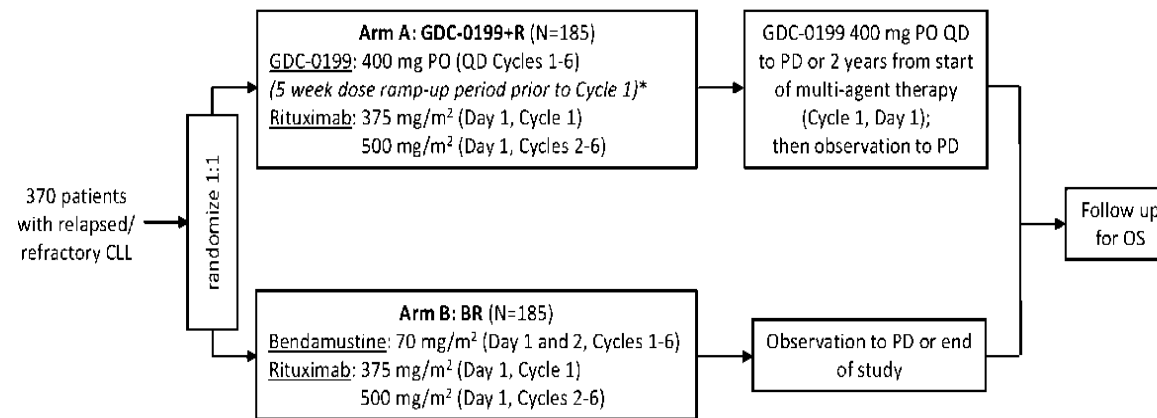 370 patients
with relapsed/
refractory CLL
randomize 1:1
Arm A: GDC-0199+R (N=185)
GDC-0199: 400 mg PO (QD Cycles 1-6)
(5 week dose ramp-up period prior to Cycle 1)*
Rituximab: 375 mg/m² (Day 1, Cycle 1)
500 mg/m² (Day 1, Cycles 2-6)
GDC-0199 400 mg PO QD
to PD or 2 years from start
of multi-agent therapy
(Cycle 1, Day 1);
then observation to PD
Arm B: BR (N=185)
Bendamustine: 70 mg/m² (Day 1 and 2, Cycles 1-6)
Rituximab: 375 mg/m² (Day 1, Cycle 1)
500 mg/m² (Day 1, Cycles 2-6)
Observation to PD or end
of study
Follow up
for OS